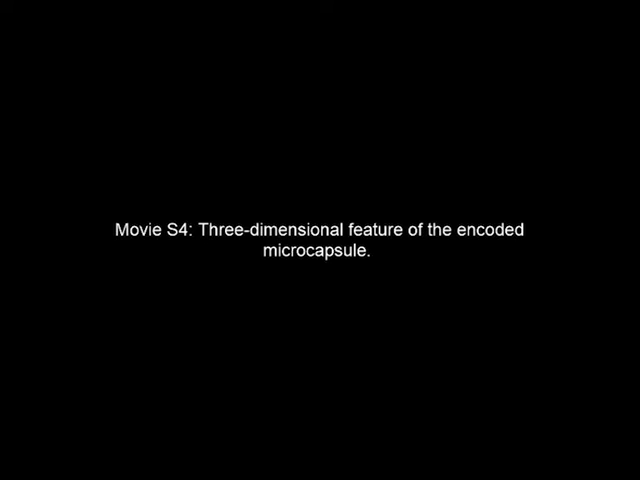 Movie S4: Three-dimensional feature of the encoded
microcapsule.